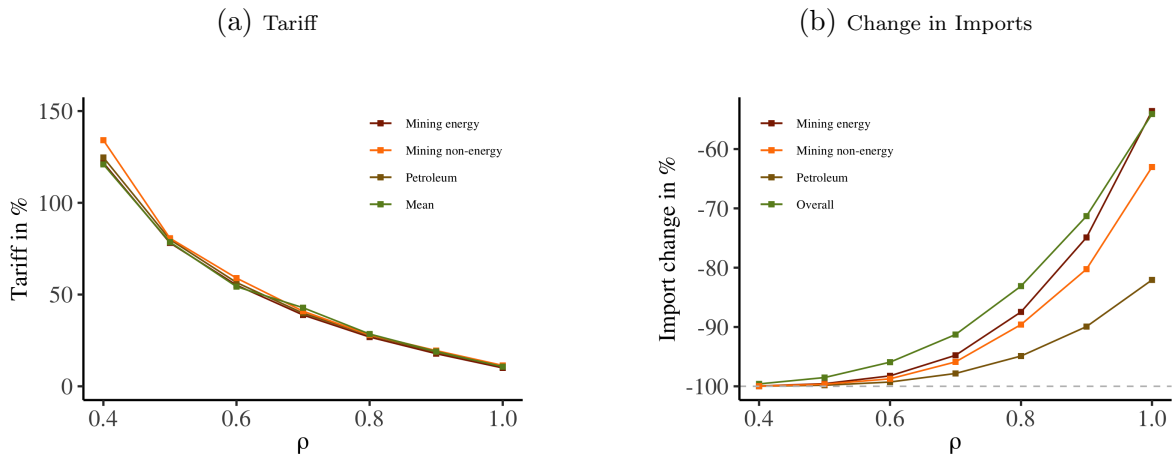 (a) Tariff
150
100
50
0
Tariff in %
Mining energy
Mining non-energy
Petroleum
Mean
0.4
0.6
0.8
1.0
ρ
(b) Change in Imports
-60
-70
-80
-90
-100
Import change in %
Mining energy
Mining non-energy
Petroleum
Overall
0.4
0.6
0.8
1.0
ρ